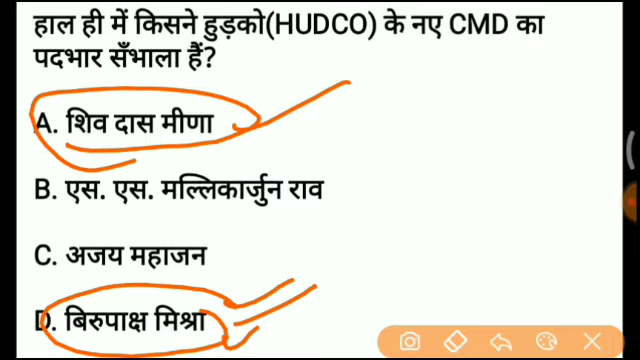 हाल ही में किसने हुड़को(HUDCO) के नए CMD का
पदभार सँभाला हैं?
A. शिव दास मीणा
B. एस. एस. मल्लिकार्जुन राव
C. अजय महाजन
D. बिरुपाक्ष मिश्रा